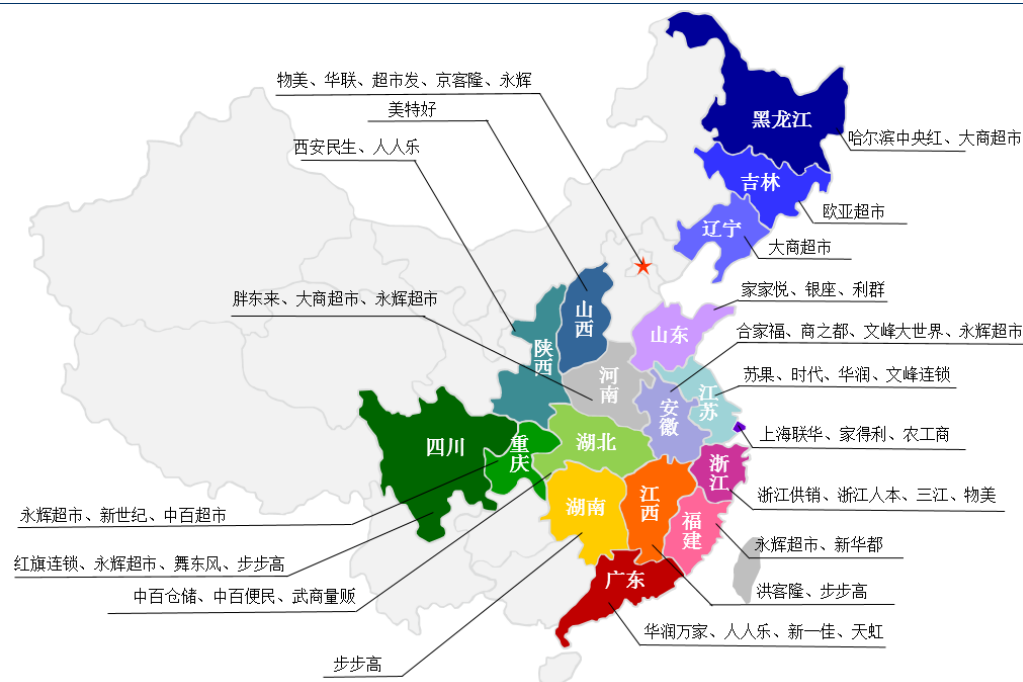 物美、华联、超市发、京客隆、永辉
美特好
黑龙江
哈尔滨中央红、大商超市
西安民生、人人乐
吉林
欧亚超市
辽宁
大商超市
胖东来、大商超市、永辉超市
家家悦、银座、利群
山西
山东
合家福、商之都、文峰大世界、永辉超市
陕西
河南
苏果、时代、华润、文峰连锁
江苏
安徽
四川
重庆
湖北
上海联华、家得利、农工商
浙江
浙江供销、浙江人本、三江、物美
湖南
江西
福建
永辉超市、新世纪、中百超市
永辉超市、新华都
红旗连锁、永辉超市、舞东风、步步高
广东
洪客隆、步步高
中百仓储、中百便民、武商量贩
华润万家、人人乐、新一佳、天虹
步步高